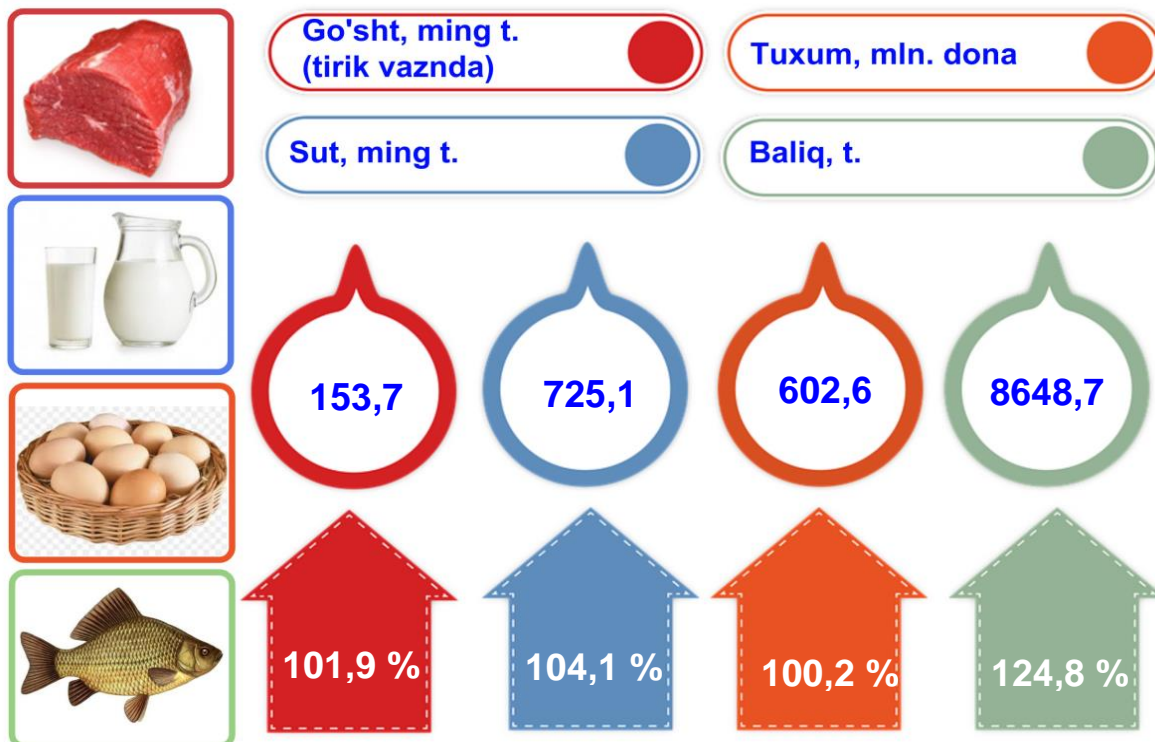 Go'sht, ming t.
(tirik vaznda)
Tuxum, mln. dona
Sut, ming t.
Baliq, t.
153,7
725,1
602,6
8648,7
101,9 %
104,1 %
100,2 %
124,8 %